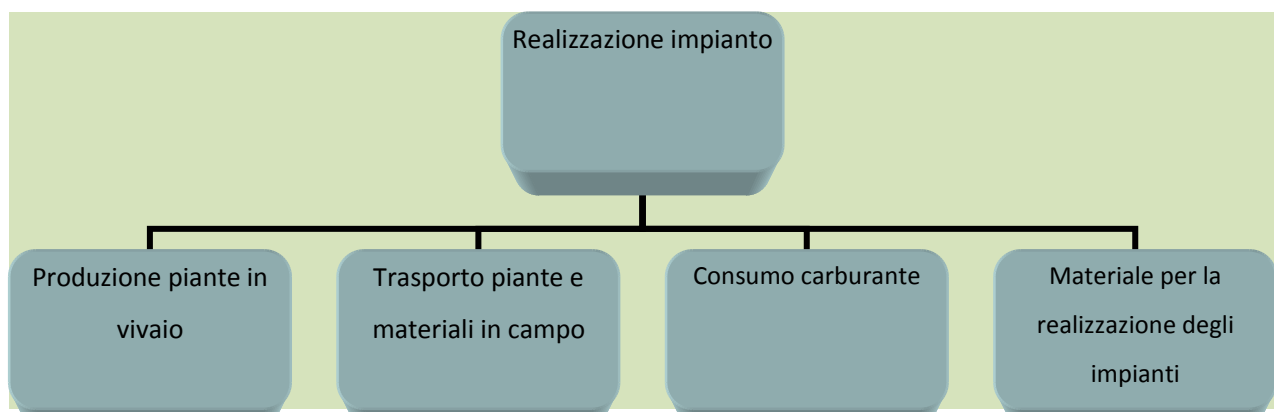 Realizzazione impianto
Produzione piante in
vivaio
Trasporto piante e
materiali in campo
Consumo carburante
Materiale per la
realizzazione degli
impianti